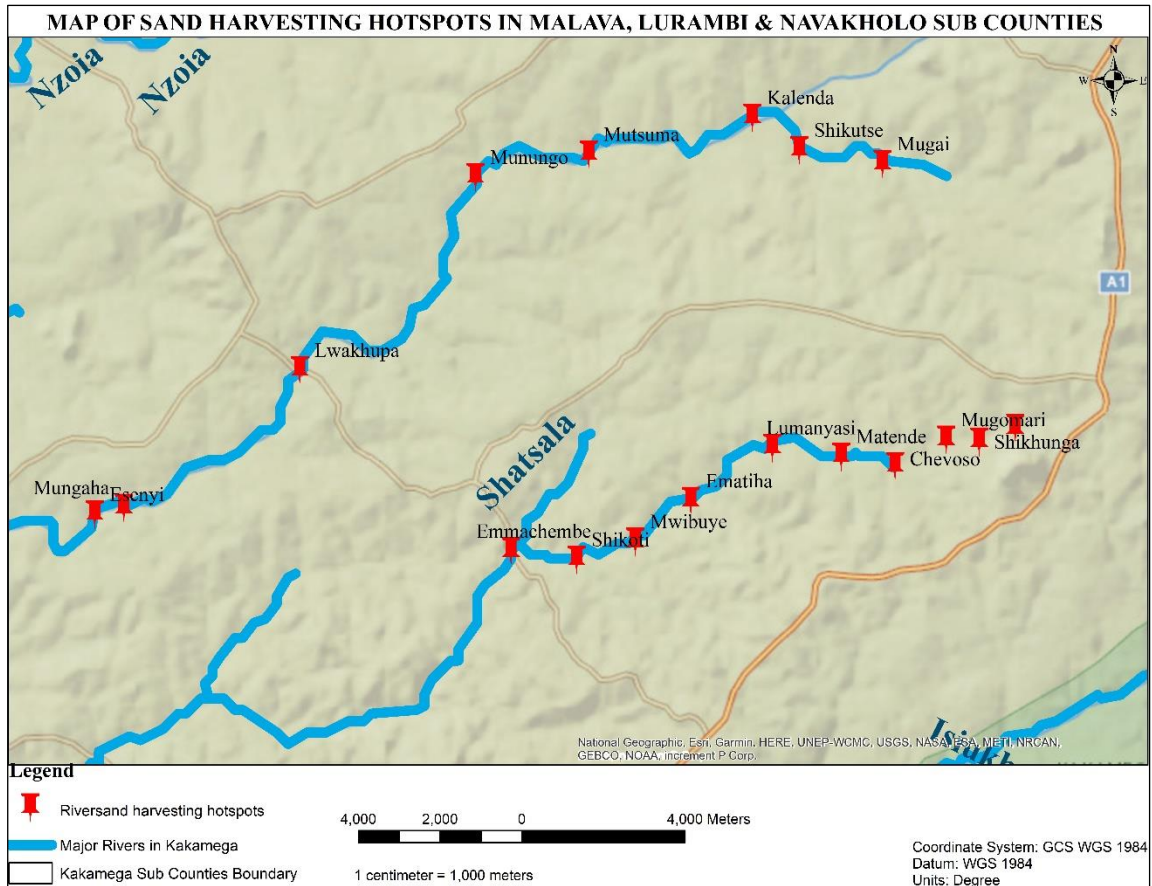 MAP OF SAND HARVESTING HOTSPOTS IN MALAVA, LURAMBI & NAVAKHOLO SUB COUNTIES
Nzoia
Nzoia
N
W
E
S
Kalenda
Mutsuma
Shikutse
Mugai
Munungo
A1
Lwakhupa
Shatsala
Mugomari
Lumanyasi
Matende
Shikhunga
Chevoso
Mungaha
Esenyi
Ematiha
Mwibuye
Emmachembe
Shikoti
National Geographic, Esri, Garmin, HERE, UNEP-WCMC, USGS, NASA, ESA, METI, NRCAN,
GEBCO, NOAA, increment P Corp.
Legend
Riversand harvesting hotspots
Major Rivers in Kakamega
Kakamega Sub Counties Boundary
4,000 2,000 0 4,000 Meters
1 centimeter = 1,000 meters
Coordinate System: GCS WGS 1984
Datum: WGS 1984
Units: Degree